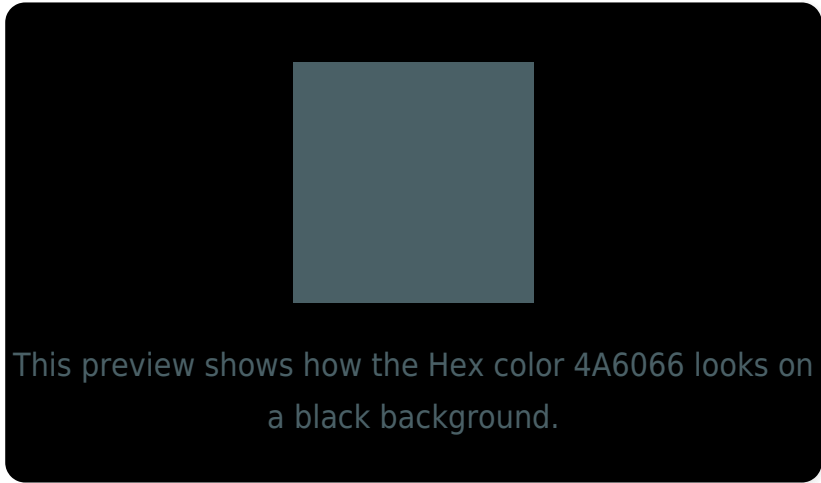 This preview shows how the Hex color 4A6066 looks on
a black background.